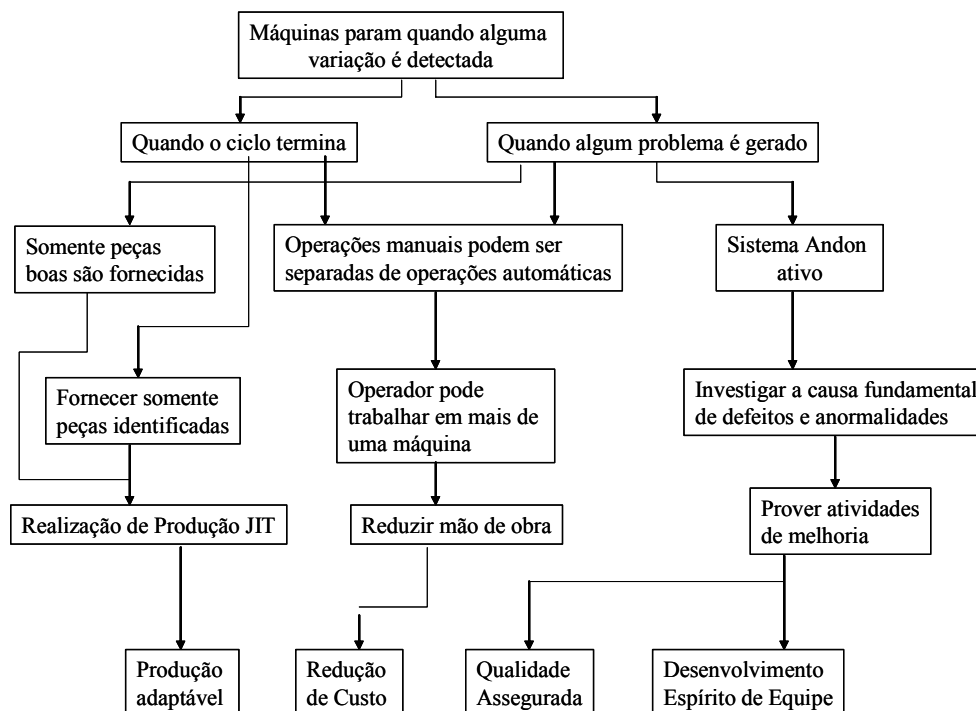 Máquinas param quando alguma
variação é detectada
Quando o ciclo termina
Quando algum problema é gerado
Somente peças
boas são fornecidas
Operações manuais podem ser
separadas de operações automáticas
Sistema Andon
ativo
Fornecer somente
peças identificadas
Operador pode
trabalhar em mais de
uma máquina
Investigar a causa fundamental
de defeitos e anormalidades
Realização de Produção JIT
Reduzir mão de obra
Prover atividades
de melhoria
Produção
adaptável
Redução
de Custo
Qualidade
Assegurada
Desenvolvimento
Espírito de Equipe